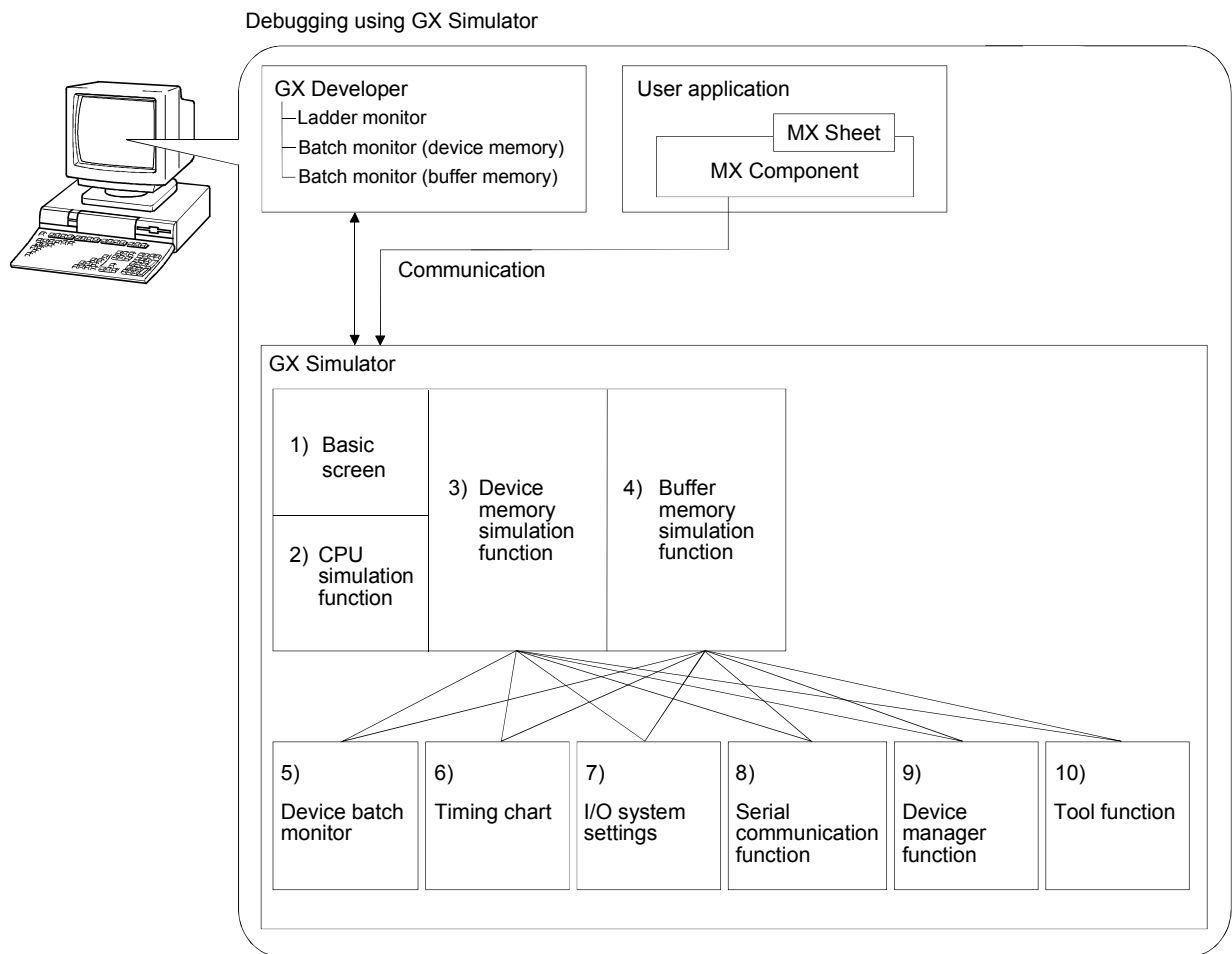 Debugging using GX Simulator
GX Developer
Ladder monitor
Batch monitor (device memory)
Batch monitor (buffer memory)
User application
MX Sheet
MX Component
Communication
GX Simulator
1) Basic
screen
2) CPU
simulation
function
3) Device
memory
simulation
function
4) Buffer
memory
simulation
function
5)
Device batch
monitor
6)
Timing chart
7)
I/O system
settings
8)
Serial
communication
function
9)
Device
manager
function
10)
Tool function